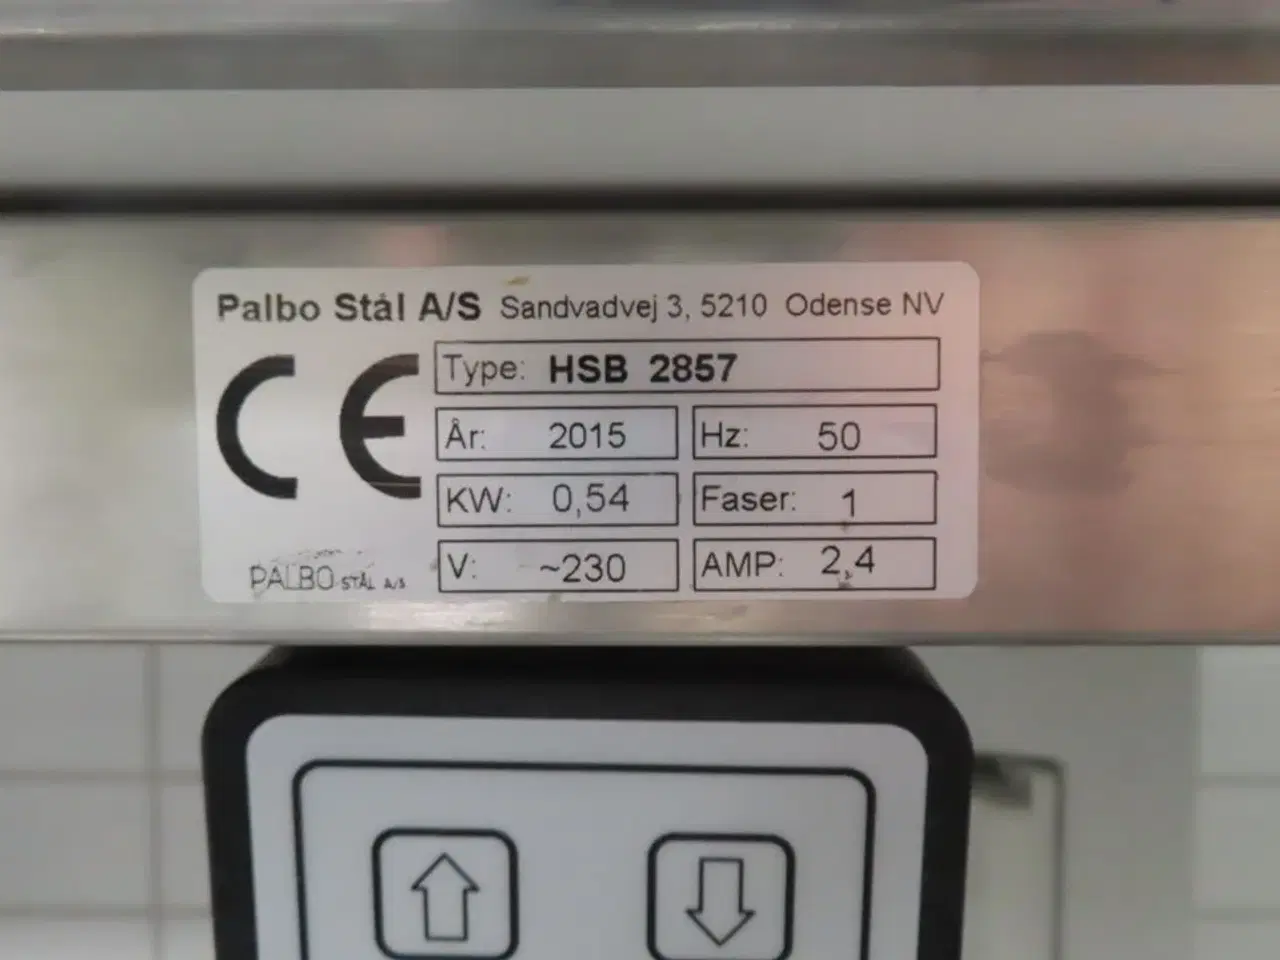 Palbo Stål A/S Sandvadvej 3, 5210 Odense NV
CE
Type: HSB 2857
År: 2015 Hz: 50
KW: 0,54 Faser: 1
V: ~230 AMP: 2,4
PALBO STÅL A/S